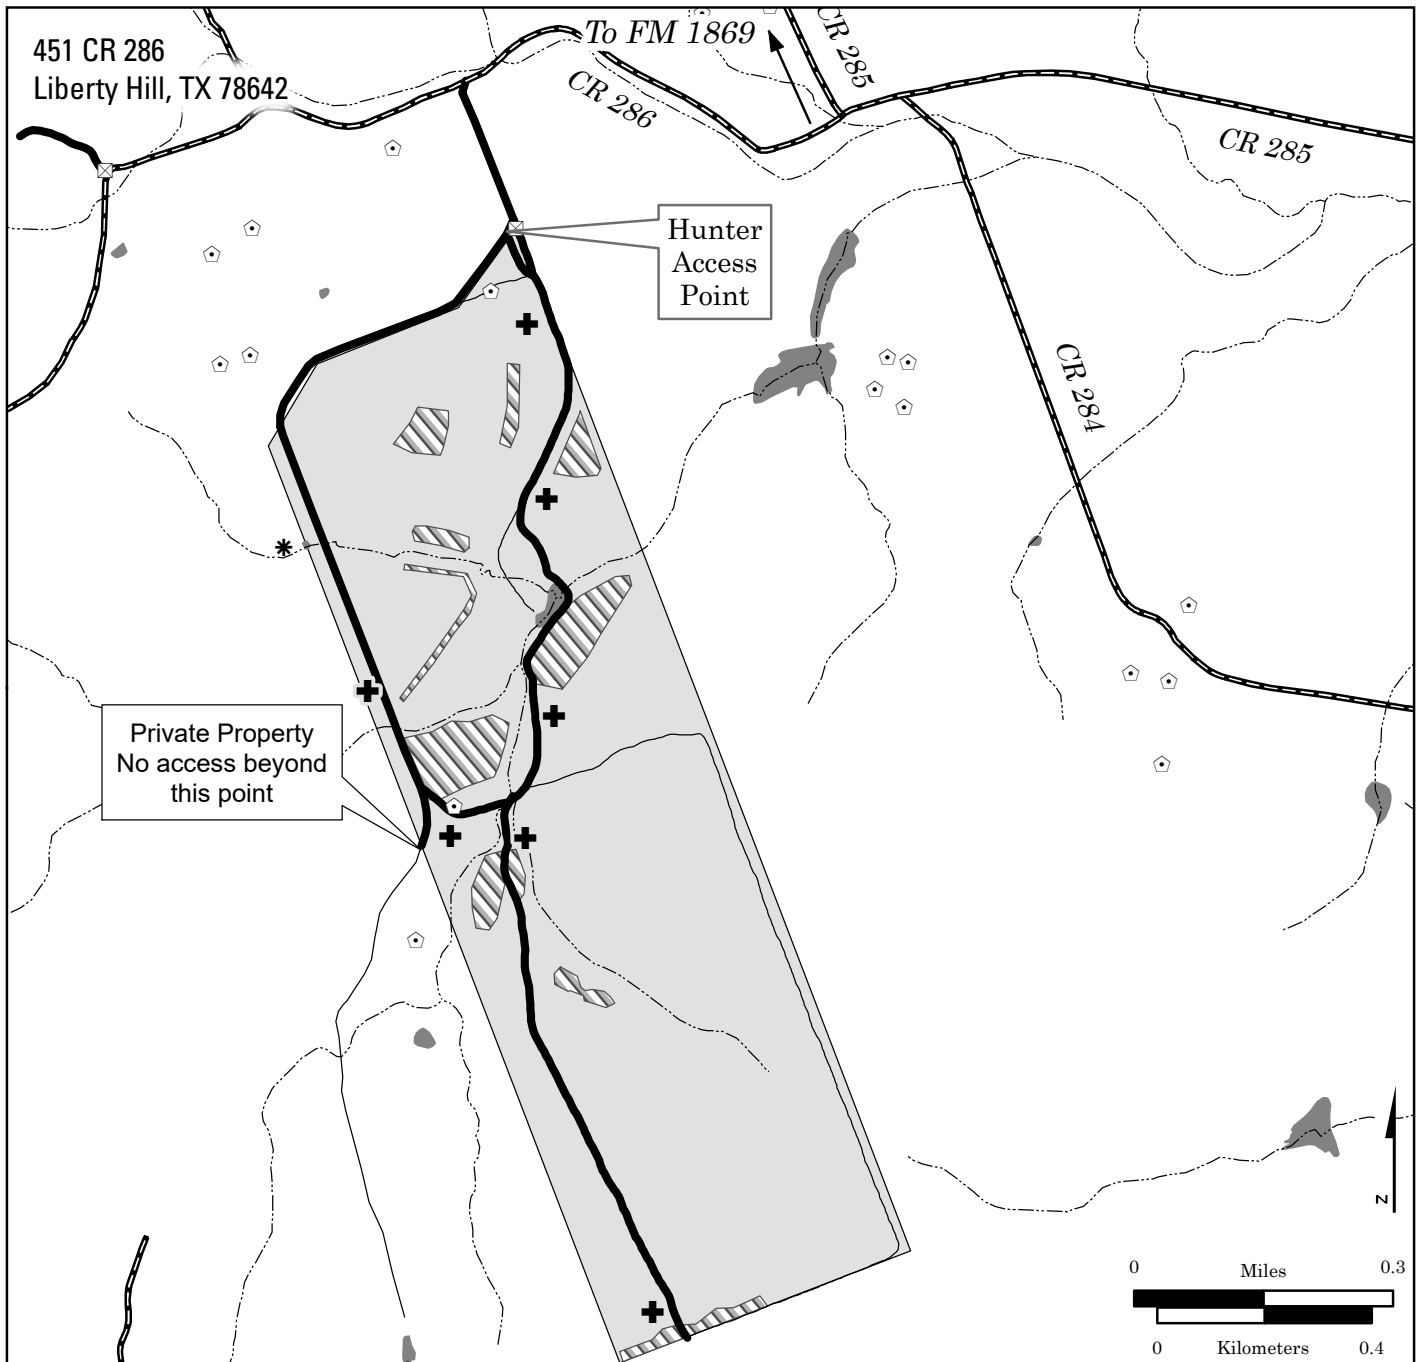 451 CR 286
Liberty Hill, TX 78642
To FM 1869
CR 285
CR 286
CR 285
Hunter
Access
Point
CR 284
Private Property
No access beyond
this point
N
0 Miles 0.3
0 Kilometers 0.4